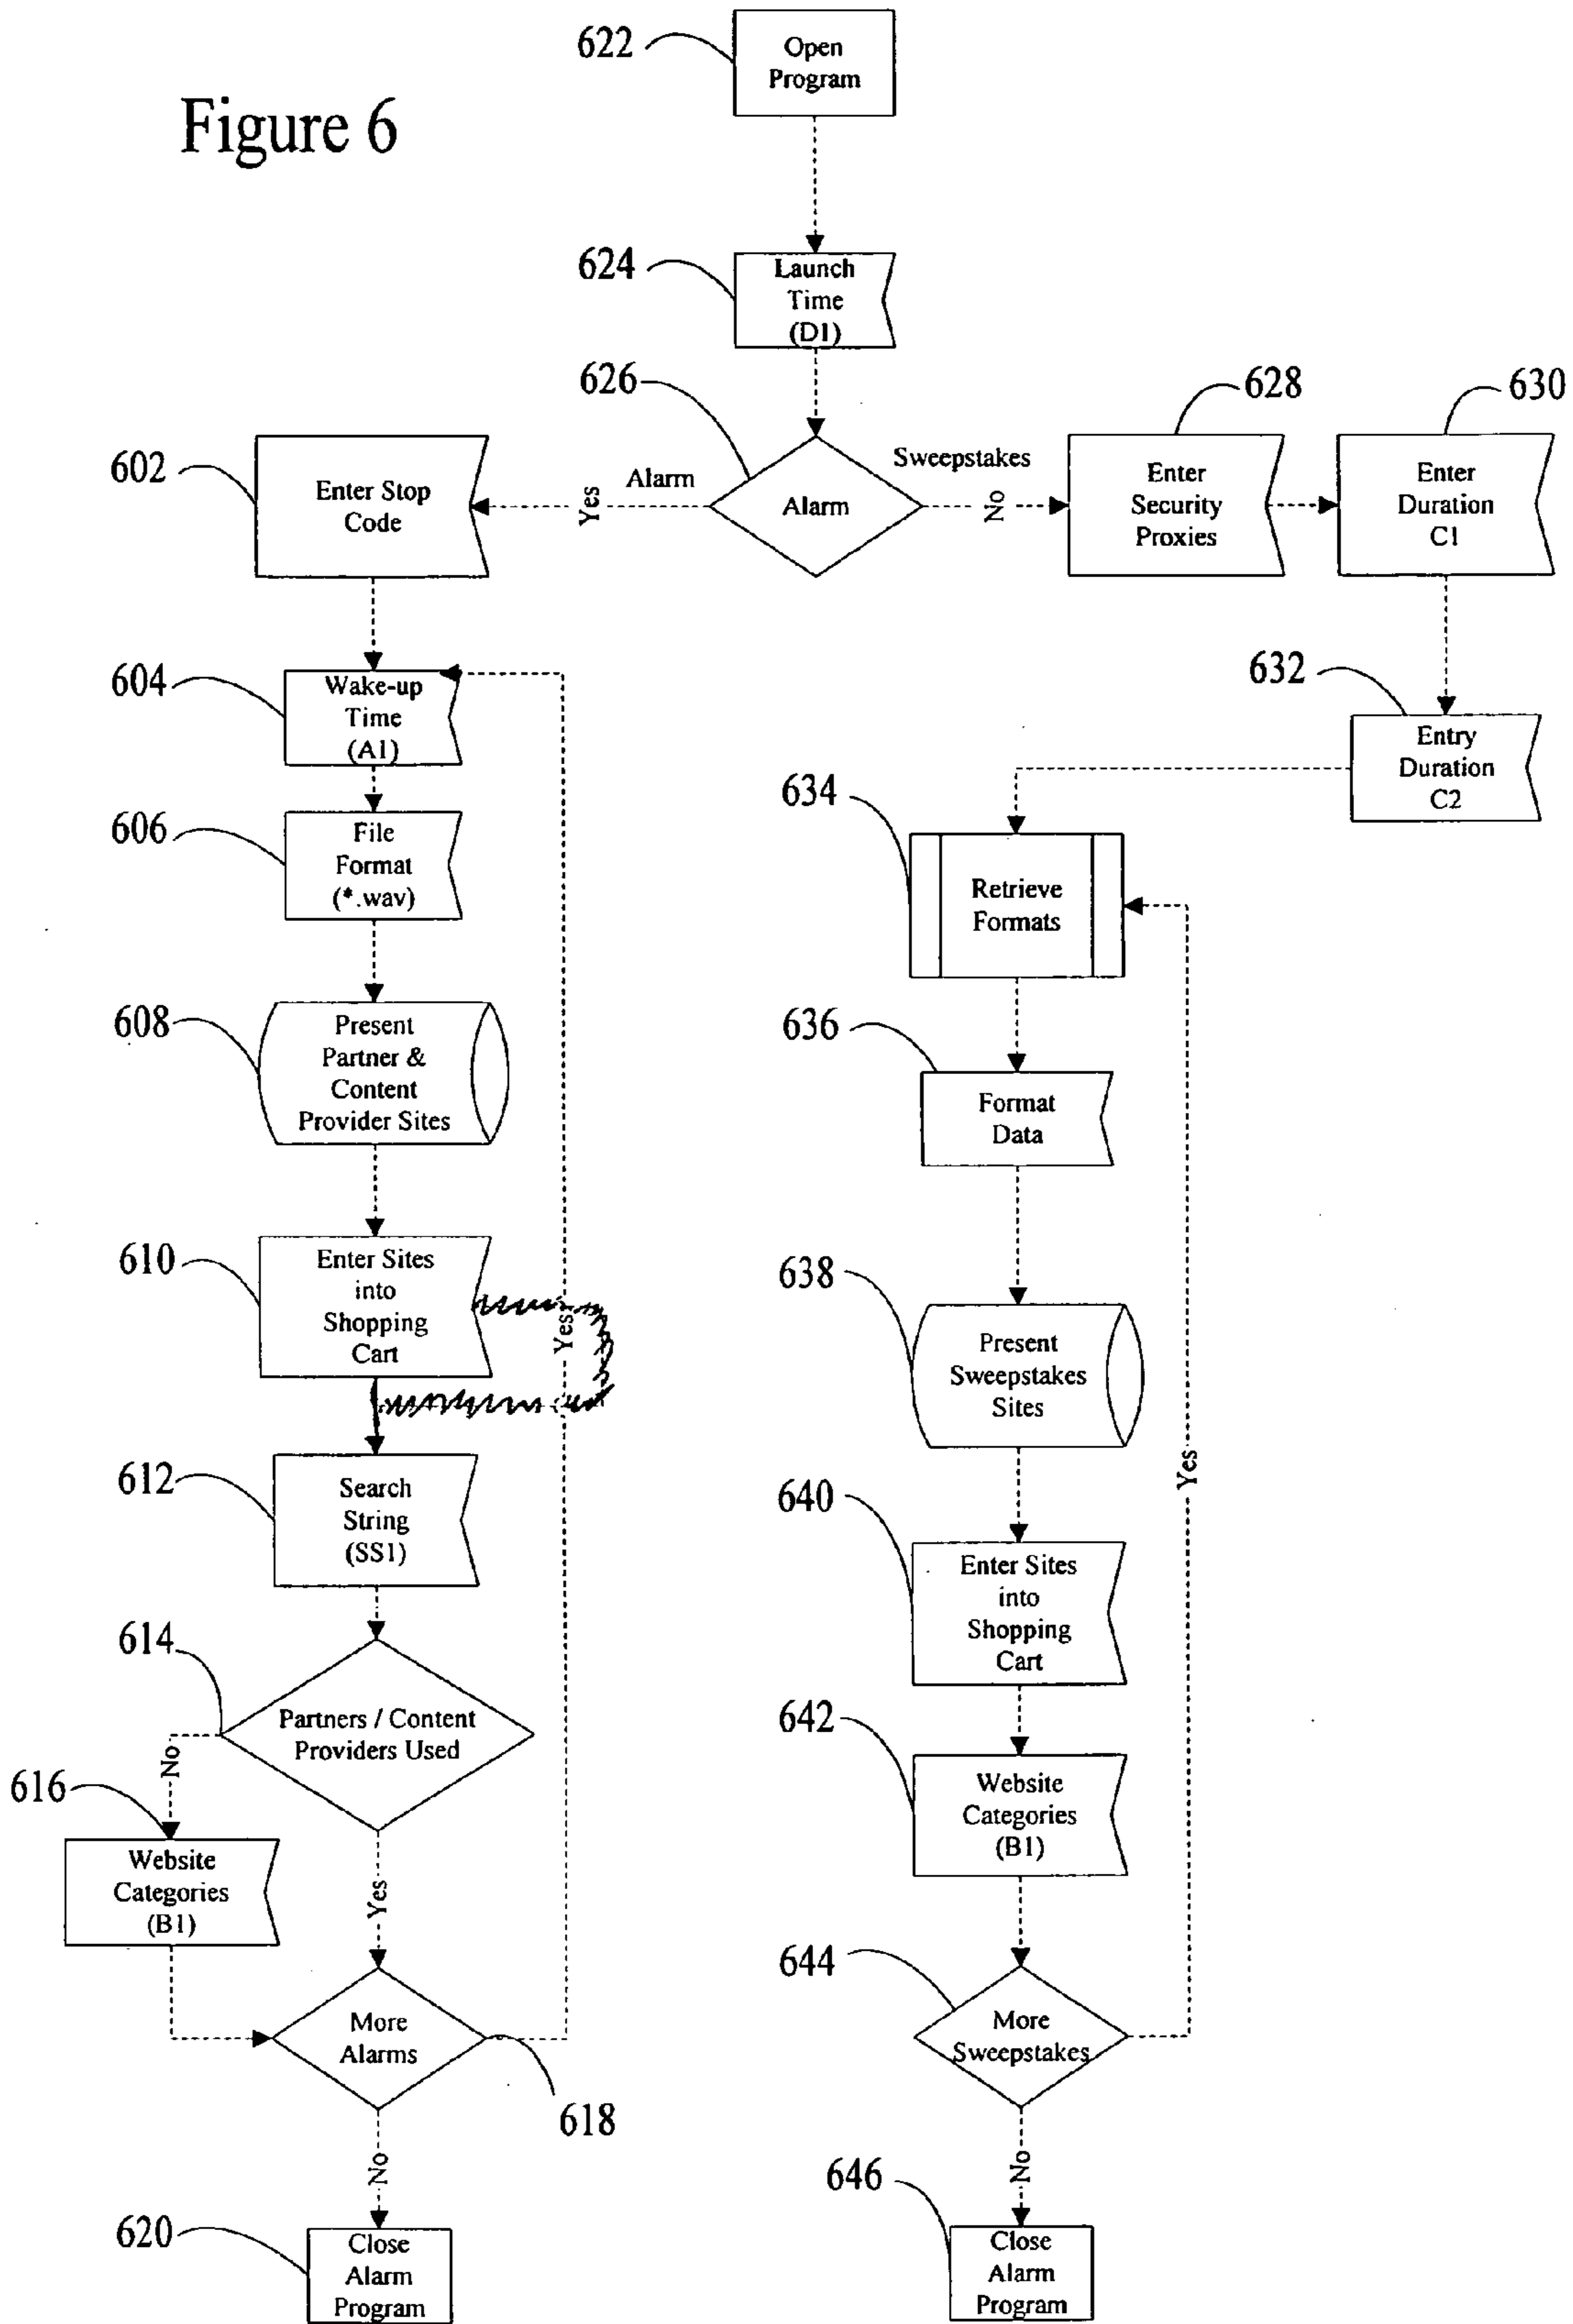 Figure 6
622
Open
Program
624
Launch
Time
(D1)
626
Alarm
Alarm
Yes
Sweepstakes
No
602
Enter Stop
Code
628
Enter
Security
Proxies
630
Enter
Duration
C1
632
Entry
Duration
C2
604
Wake-up
Time
(A1)
606
File
Format
(*.wav)
608
Present
Partner &
Content
Provider Sites
610
Enter Sites
into
Shopping
Cart
Yes
612
Search
String
(SS1)
614
Partners / Content
Providers Used
No
616
Website
Categories
(B1)
Yes
More
Alarms
618
No
620
Close
Alarm
Program
634
Retrieve
Formats
636
Format
Data
638
Present
Sweepstakes
Sites
Yes
640
Enter Sites
into
Shopping
Cart
642
Website
Categories
(B1)
644
More
Sweepstakes
No
646
Close
Alarm
Program